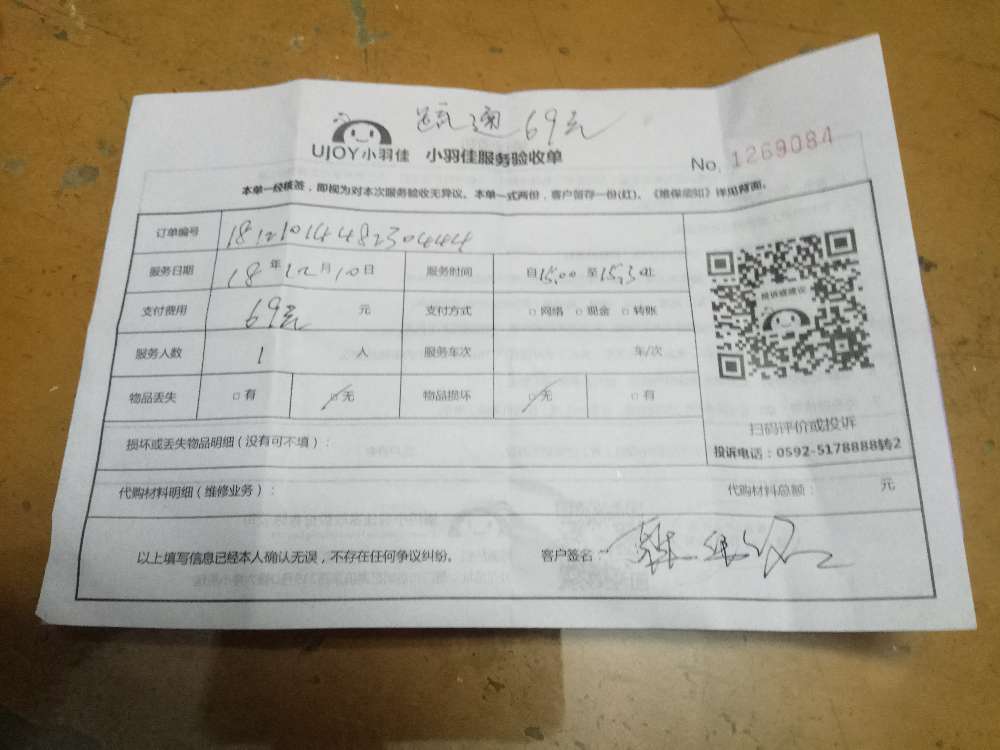 疏通 69元
UJOY小羽佳 小羽佳服务验收单
No. 1269084
本单一经核签，即视为对本次服务验收无异议。本单一式两份，客户留存一份(红)。《维保须知》详见背面。
订单编号 18121014482304444
服务日期 18年12月10日 服务时间 自15:00至15:30止
支付费用 69元 元 支付方式 □网络 □现金 □转账
服务人数 1 人 服务车次 车/次
物品丢失 □有 □无 物品损坏 □无 □有
投诉或建议
扫码评价或投诉
投诉电话：0592-5178888转2
损坏或丢失物品明细（没有可不填）：
代购材料明细（维修业务）： 代购材料总额： 元
以上填写信息已经本人确认无误，不存在任何争议纠纷。 客户签名：